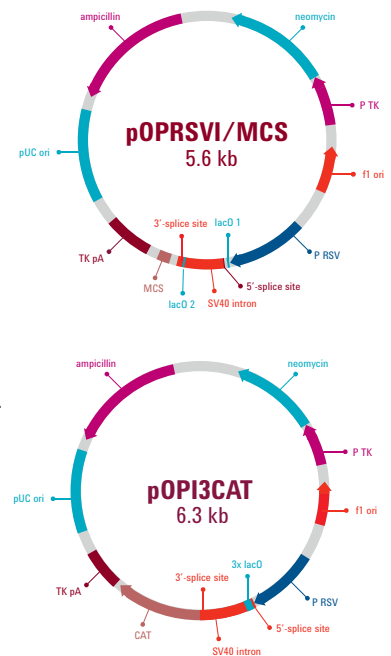 ampicillin
neomycin
P TK
pOPRSVI/MCS
5.6 kb
pUC ori
f1 ori
3'-splice site
lacO 1
TK pA
P RSV
MCS
lacO 2
5'-splice site
SV40 intron
ampicillin
neomycin
P TK
pOPI3CAT
6.3 kb
pUC ori
f1 ori
3x lacO
3'-splice site
TK pA
P RSV
5'-splice site
CAT
SV40 intron